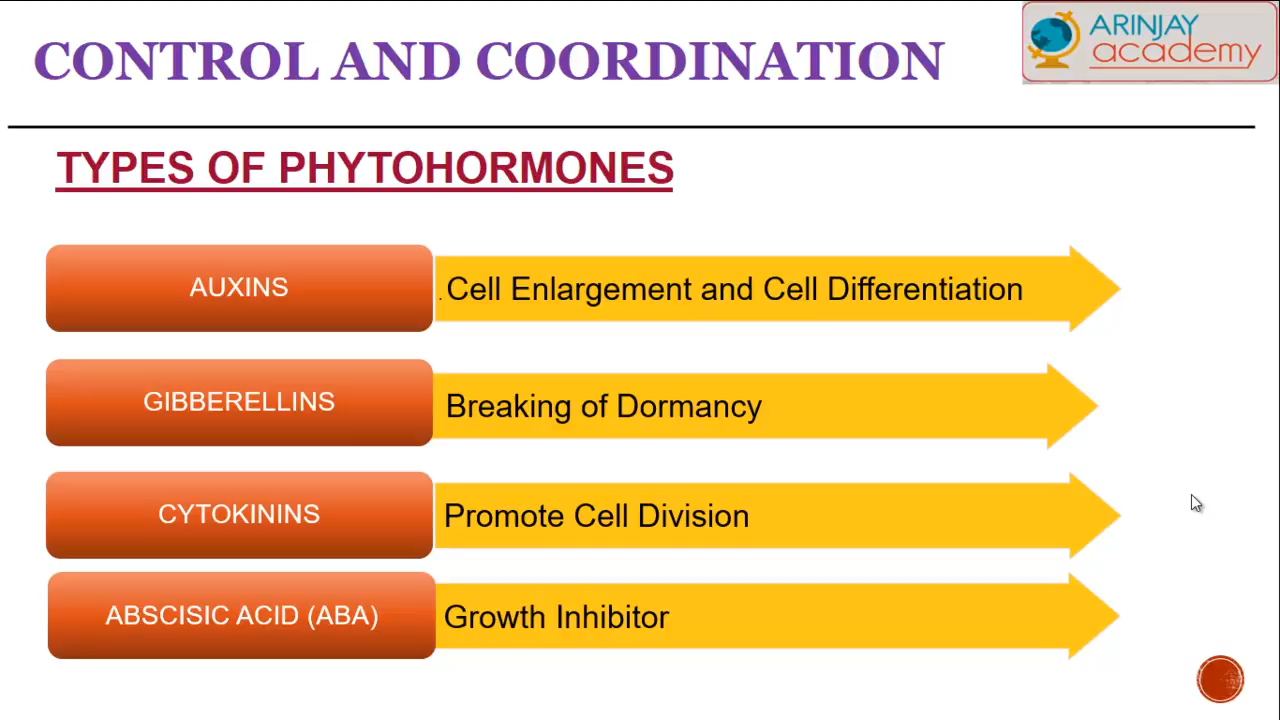 CONTROL AND COORDINATION
ARINJAY
academy
TYPES OF PHYTOHORMONES
AUXINS
.Cell Enlargement and Cell Differentiation
GIBBERELLINS
Breaking of Dormancy
CYTOKININS
Promote Cell Division
ABSCISIC ACID (ABA)
Growth Inhibitor